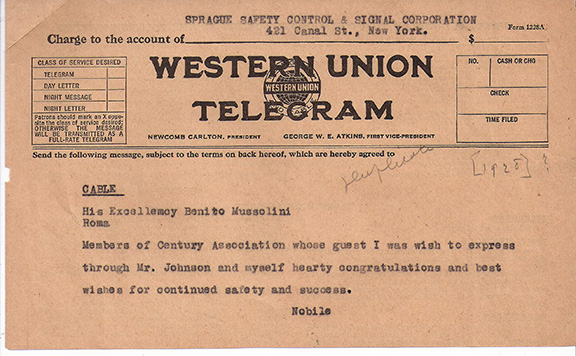 SPRAGUE SAFETY CONTROL & SIGNAL CORPORATION
421 Canal St., New York.
Form 1228A
Charge to the account of $
CLASS OF SERVICE DESIRED
TELEGRAM
DAY LETTER
NIGHT MESSAGE
NIGHT LETTER
Patrons should mark an X oppo-
site the class of service desired;
OTHERWISE THE MESSAGE
WILL BE TRANSMITTED AS A
FULL-RATE TELEGRAM
WESTERN UNION
WESTERN UNION
TELEGRAM
NEWCOMB CARLTON, PRESIDENT GEORGE W. E. ATKINS, FIRST VICE-PRESIDENT
NO. CASH OR CHG
CHECK
TIME FILED
Send the following message, subject to the terms on back hereof, which are hereby agreed to
CABLE
His Excellemcy Benito Mussolini
Roma
Members of Century Association whose guest I was wish to express
through Mr. Johnson and myself hearty congratulations and best
wishes for continued safety and success.
Nobile